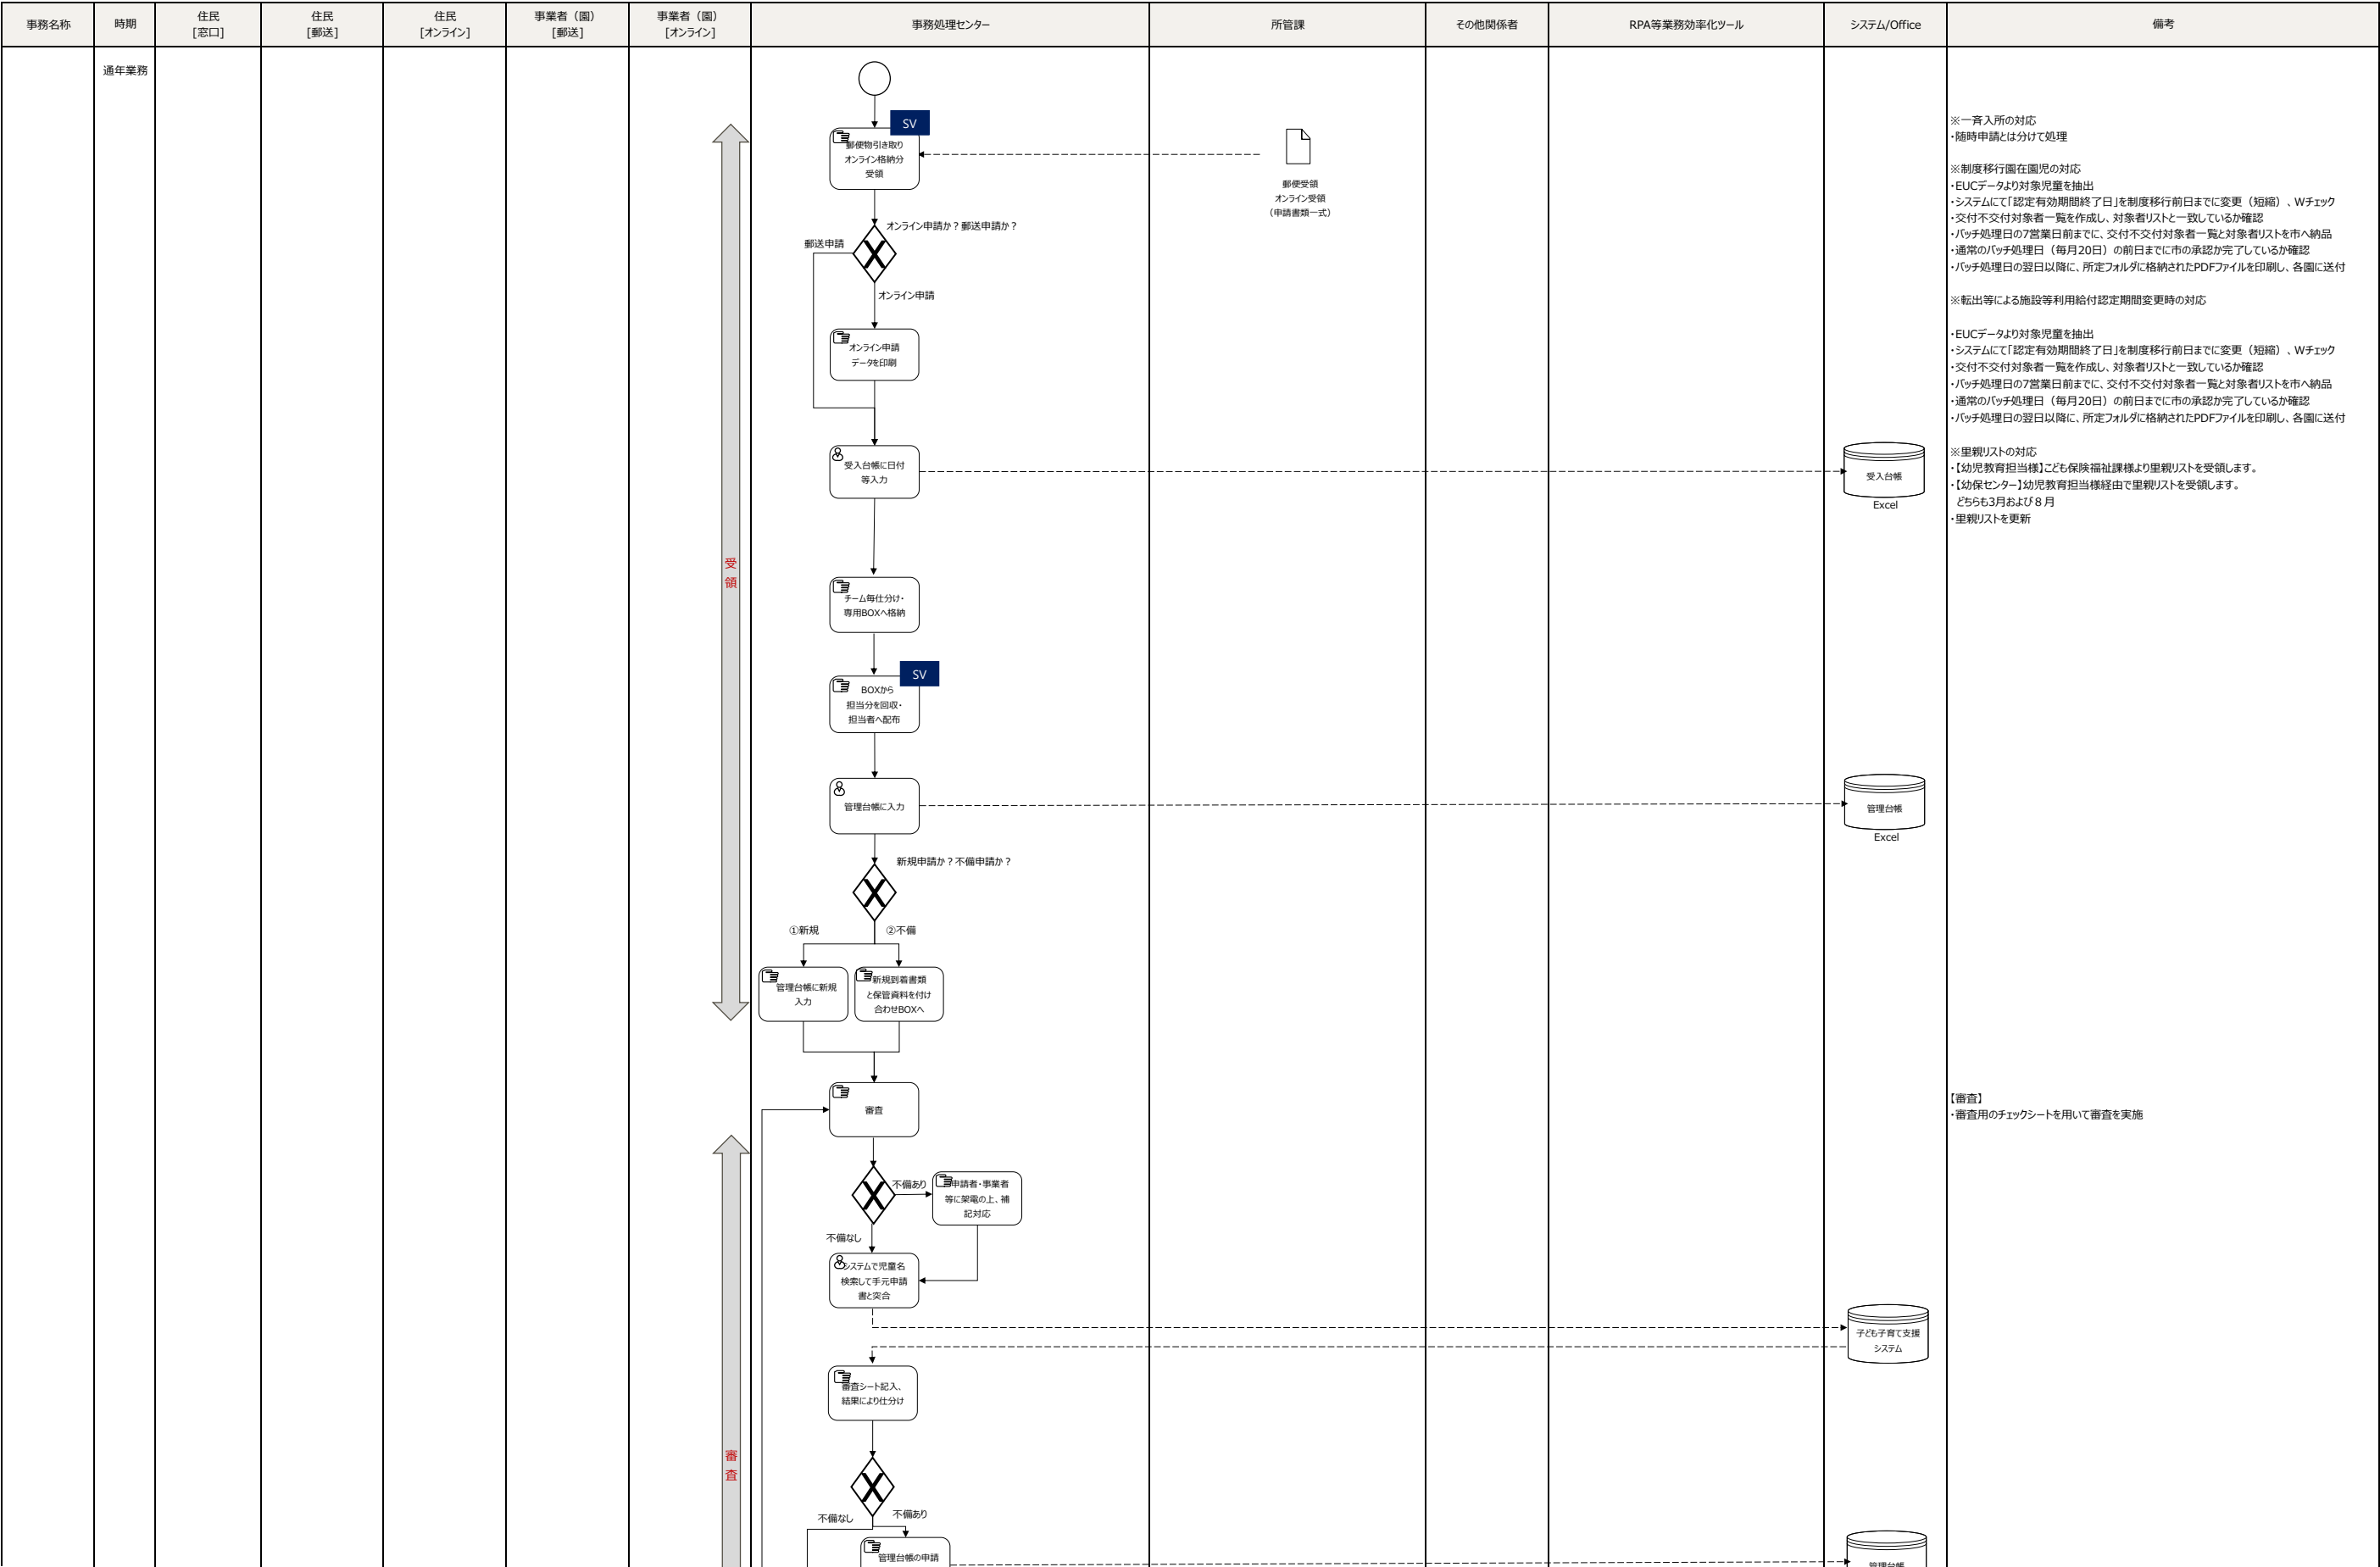 事務名称
時期
住民
[窓口]
住民
[郵送]
住民
[オンライン]
事業者（園）
[郵送]
事業者（園）
[オンライン]
事務処理センター
所管課
その他関係者
RPA等業務効率化ツール
システム/Office
備考
通年業務
SV
郵便物引き取り
オンライン格納分
受領
郵便受領
オンライン受領
（申請書類一式）
オンライン申請か？郵送申請か？
郵送申請
オンライン申請
オンライン申請
データを印刷
受入台帳に日付
等入力
受入台帳
Excel
受
領
チーム毎仕分け・
専用BOXへ格納
SV
BOXから
担当分を回収・
担当者へ配布
管理台帳に入力
管理台帳
Excel
新規申請か？不備申請か？
①新規
②不備
管理台帳に新規
入力
新規到着書類
と保管資料を付け
合わせBOXへ
審査
不備あり
申請者・事業者
等に架電の上、補
記対応
不備なし
システムで児童名
検索して手元申請
書と突合
子ども子育て支援
システム
審査シート記入、
結果により仕分け
審
査
不備なし
不備あり
管理台帳の申請
管理台帳
※一斉入所の対応
・随時申請とは分けて処理
※制度移行園在園児の対応
・EUCデータより対象児童を抽出
・システムにて「認定有効期間終了日」を制度移行前日までに変更（短縮）、Wチェック
・交付不交付対象者一覧を作成し、対象者リストと一致しているか確認
・バッチ処理日の7営業日前までに、交付不交付対象者一覧と対象者リストを市へ納品
・通常のバッチ処理日（毎月20日）の前日までに市の承認が完了しているか確認
・バッチ処理日の翌日以降に、所定フォルダに格納されたPDFファイルを印刷し、各園に送付
※転出等による施設等利用給付認定期間変更時の対応
・EUCデータより対象児童を抽出
・システムにて「認定有効期間終了日」を制度移行前日までに変更（短縮）、Wチェック
・交付不交付対象者一覧を作成し、対象者リストと一致しているか確認
・バッチ処理日の7営業日前までに、交付不交付対象者一覧と対象者リストを市へ納品
・通常のバッチ処理日（毎月20日）の前日までに市の承認が完了しているか確認
・バッチ処理日の翌日以降に、所定フォルダに格納されたPDFファイルを印刷し、各園に送付
※里親リストの対応
・【幼児教育担当様】こども保険福祉課様より里親リストを受領します。
・【幼保センター】幼児教育担当様経由で里親リストを受領します。
どちらも3月および８月
・里親リストを更新
【審査】
・審査用のチェックシートを用いて審査を実施